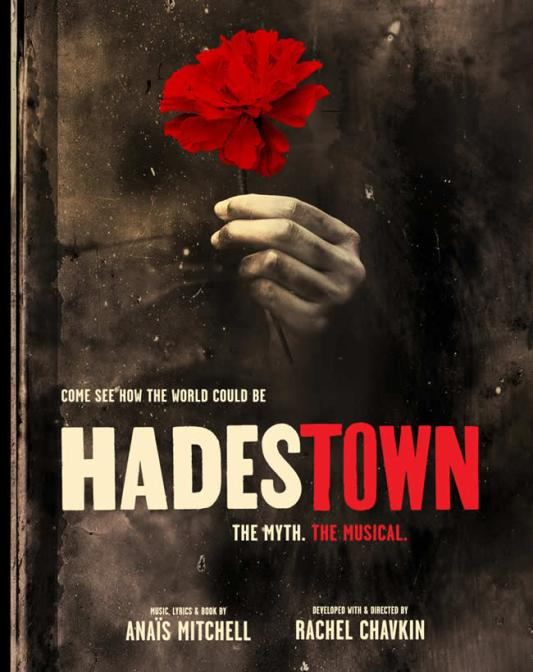 COME SEE HOW THE WORLD COULD BE
HADESTOWN
THE MYTH. THE MUSICAL.
MUSIC, LYRICS & BOOK BY
ANAÏS MITCHELL
DEVELOPED WITH & DIRECTED BY
RACHEL CHAVKIN